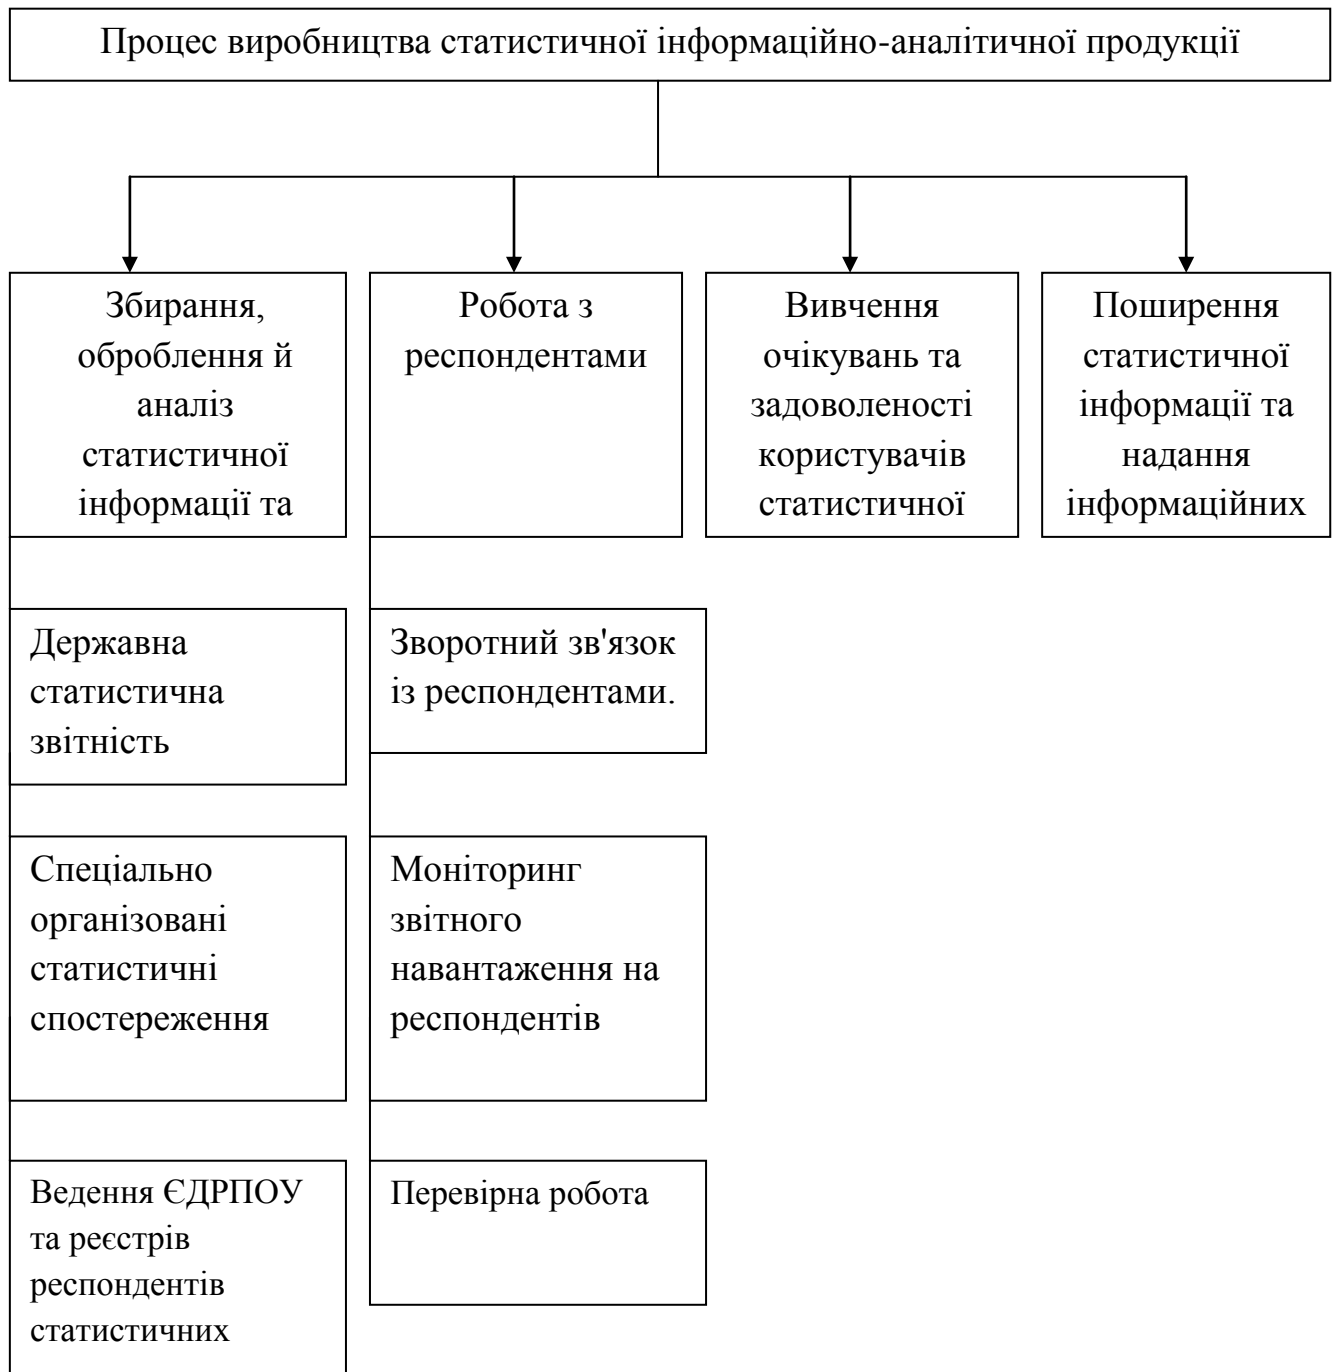 Процес виробництва статистичної інформаційно-аналітичної продукції
Збирання,
оброблення й
аналіз
статистичної
інформації та
Робота з
респондентами
Вивчення
очікувань та
задоволеності
користувачів
статистичної
Поширення
статистичної
інформації та
надання
інформаційних
Державна
статистична
звітність
Зворотний зв'язок
із респондентами.
Спеціально
організовані
статистичні
спостереження
Моніторинг
звітного
навантаження на
респондентів
Ведення ЄДРПОУ
та реєстрів
респондентів
статистичних
Перевірна робота